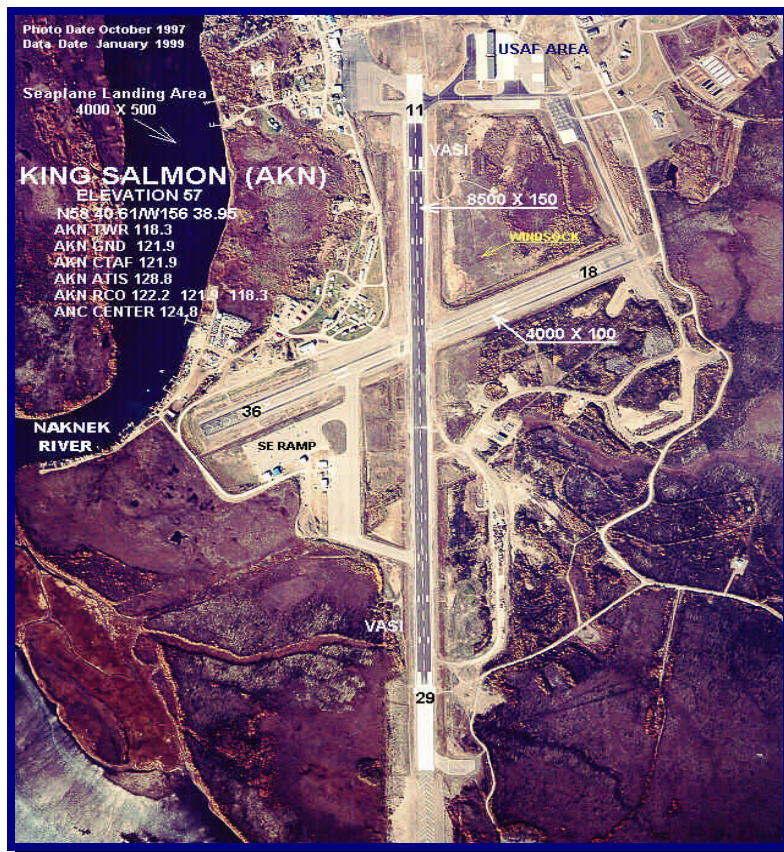 Photo Date October 1997
Data Date January 1999
USAF AREA
Seaplane Landing Area
4000 X 500
11
VASI
KING SALMON (AKN)
ELEVATION 57
N58 40.61/W156 38.95
AKN TWR 118.3
AKN GND 121.9
AKN CTAF 121.9
AKN ATIS 128.8
AKN RCO 122.2 121.9 118.3
ANC CENTER 124.8
8500 X 150
WINDSOCK
18
4000 X 100
36
NAKNEK
RIVER
SE RAMP
VASI
29